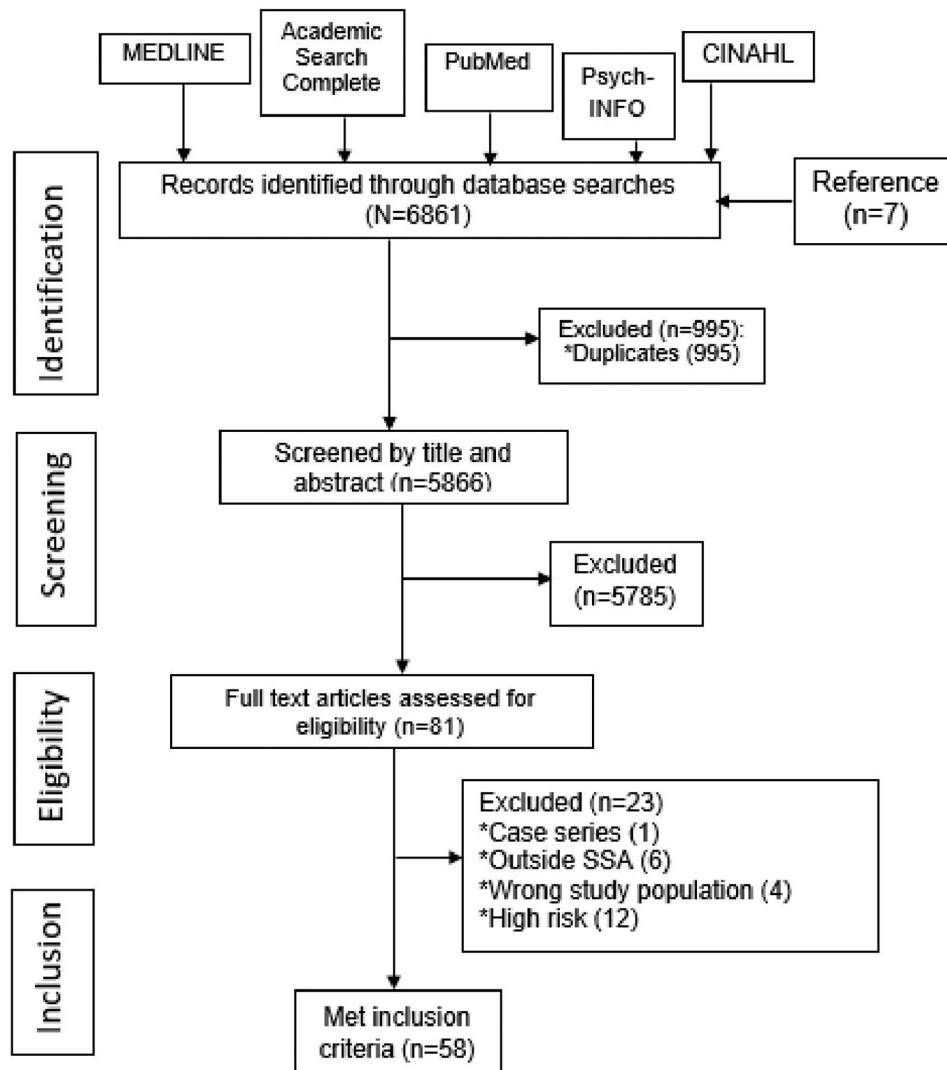 MEDLINE
Academic
Search
Complete
PubMed
Psych-
INFO
CINAHL
Identification
Records identified through database searches
(N=6861)
Reference
(n=7)
Excluded (n=995):
*Duplicates (995)
Screening
Screened by title and
abstract (n=5866)
Excluded
(n=5785)
Eligibility
Full text articles assessed for
eligibility (n=81)
Excluded (n=23)
*Case series (1)
*Outside SSA (6)
*Wrong study population (4)
*High risk (12)
Inclusion
Met inclusion
criteria (n=58)